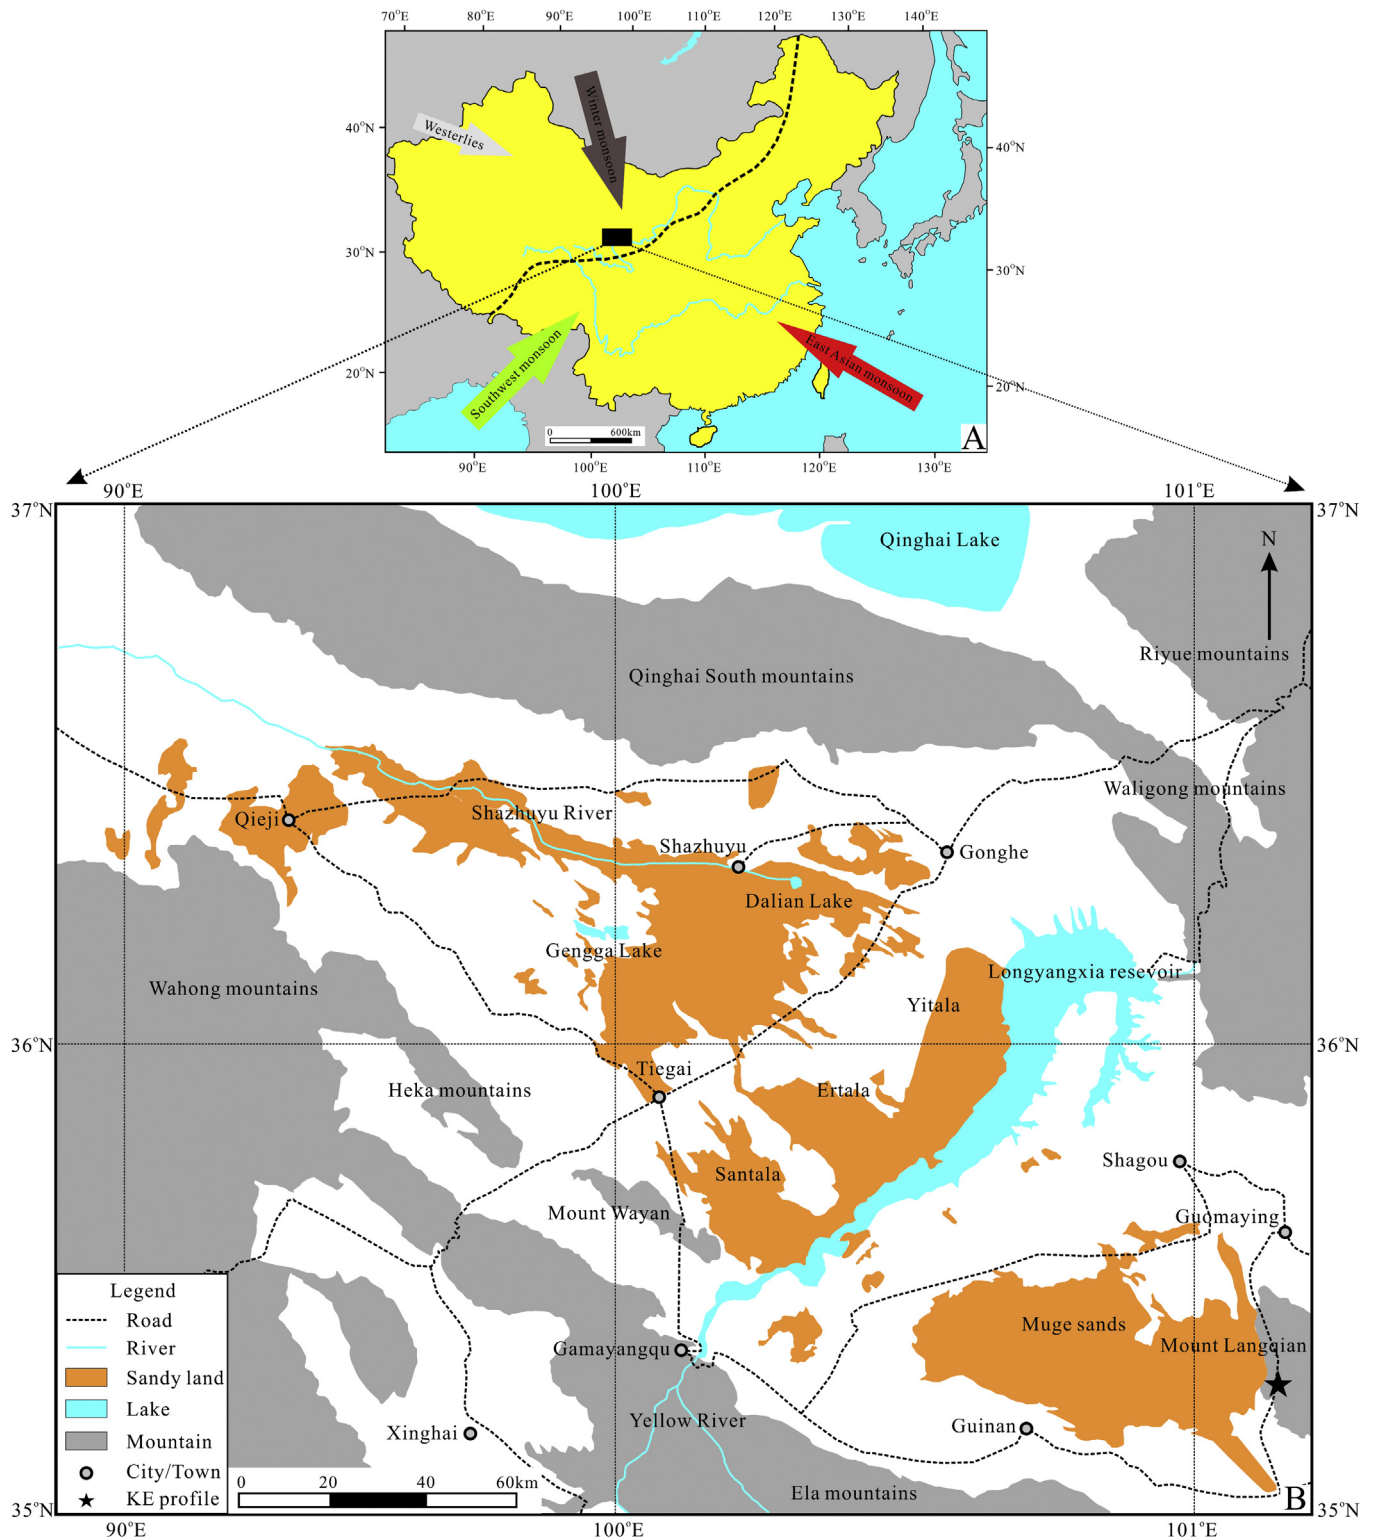 70°E 80°E 90°E 100°E 110°E 120°E 130°E 140°E
40°N
30°N
20°N
40°N
30°N
20°N
Westerlies
Winter monsoon
Southwest monsoon
East Asian monsoon
0 600km
A
90°E 100°E 110°E 120°E 130°E
90°E 100°E 101°E
37°N 37°N
Qinghai Lake
N
Riyue mountains
Qinghai South mountains
Waligong mountains
Shazhuyu River
Qieji
Shazhuyu
Gonghe
Dalian Lake
Gengga Lake
Longyangxia resevoir
Wahong mountains
Yitala
36°N 36°N
Tiegai
Heka mountains
Ertala
Shagou
Santala
Mount Wayan
Guomaying
Legend
Road
River
Sandy land
Lake
Mountain
City/Town
KE profile
Muge sands
Mount Langqian
Gamayangqu
Yellow River
Guinan
Xinghai
0 20 40 60km
Ela mountains
B
35°N 35°N
90°E 100°E 101°E